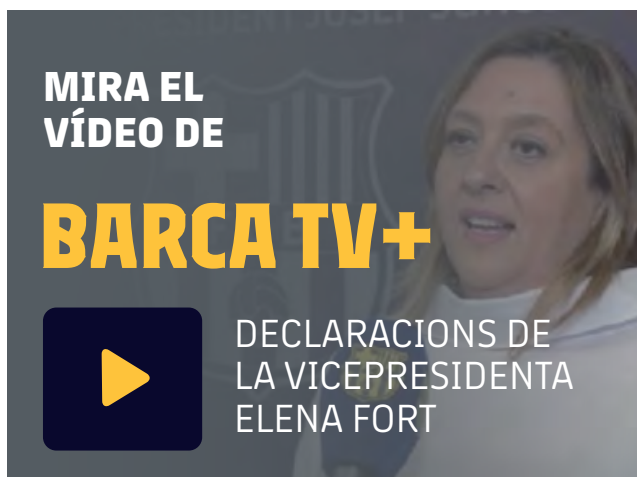 MIRA EL
VÍDEO DE
BARCA TV+
DECLARACIONS DE
LA VICEPRESIDENTA
ELENA FORT